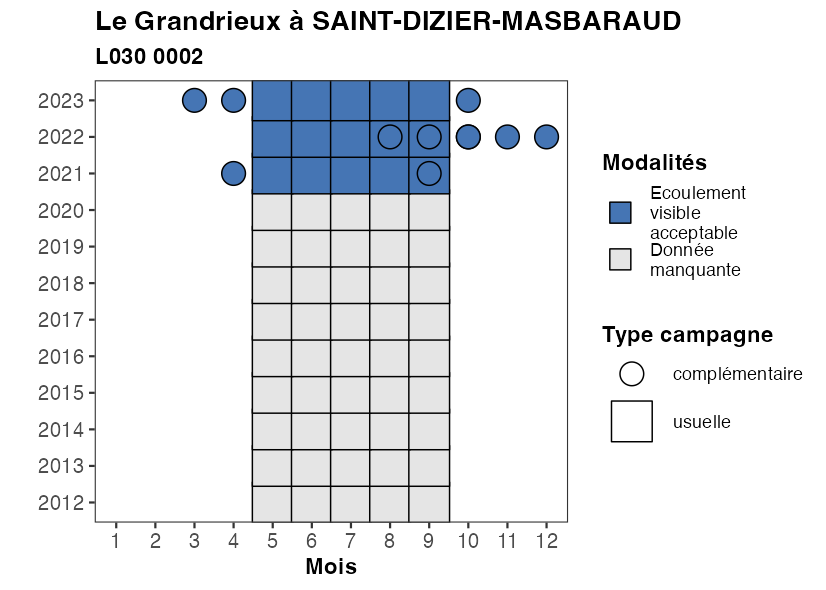 Le Grandrieux à SAINT-DIZIER-MASBARAUD
L030 0002
2023
2022
2021
2020
2019
2018
2017
2016
2015
2014
2013
2012
1 2 3 4 5 6 7 8 9 10 11 12
Mois
Modalités
Ecoulement
visible
acceptable
Donnée
manquante
Type campagne
complémentaire
usuelle